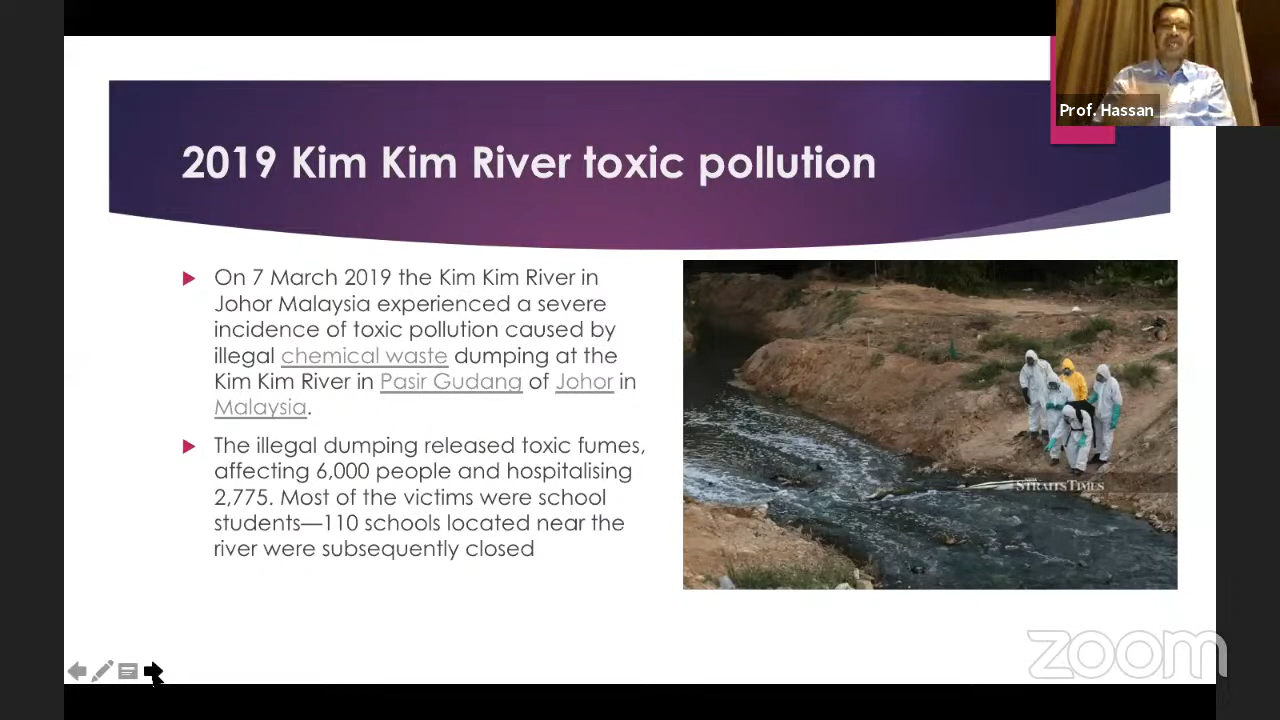 Prof. Hassan
2019 Kim Kim River toxic pollution
On 7 March 2019 the Kim Kim River in
Johor Malaysia experienced a severe
incidence of toxic pollution caused by
illegal chemical waste dumping at the
Kim Kim River in Pasir Gudang of Johor in
Malaysia.
The illegal dumping released toxic fumes,
affecting 6,000 people and hospitalising
2,775. Most of the victims were school
students—110 schools located near the
river were subsequently closed
STRAITS TIMES
zoom